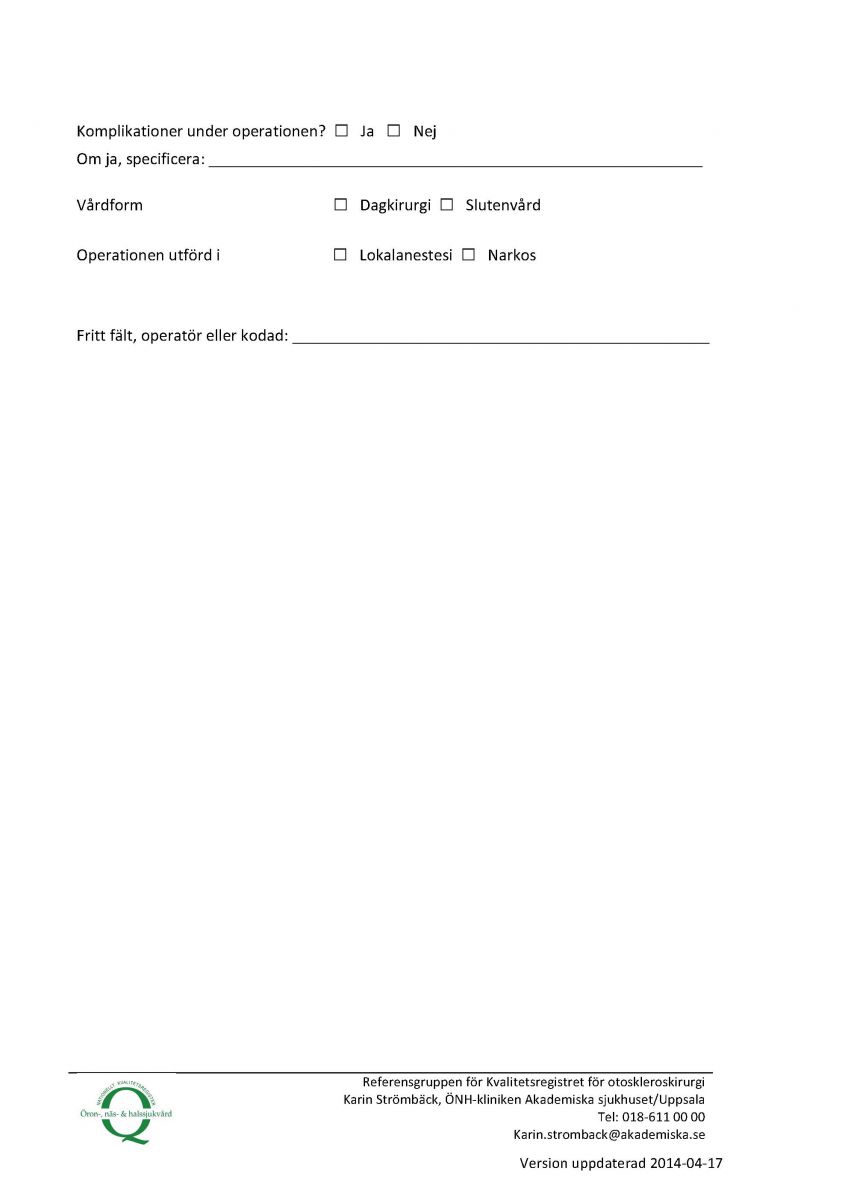 Komplikationer under operationen? ☐ Ja ☐ Nej
Om ja, specificera: ______________________________
Vårdform ☐ Dagkirurgi ☐ Slutenvård
Operationen utförd i ☐ Lokalanestesi ☐ Narkos
Fritt fält, operatör eller kodad: ______________________________
NATIONELLT KVALITETSREGISTER
Öron-, näs- & halssjukvård
Referensgruppen för Kvalitetsregistret för otoskleroskirurgi
Karin Strömbäck, ÖNH-kliniken Akademiska sjukhuset/Uppsala
Tel: 018-611 00 00
Karin.stromback@akademiska.se
Version uppdaterad 2014-04-17